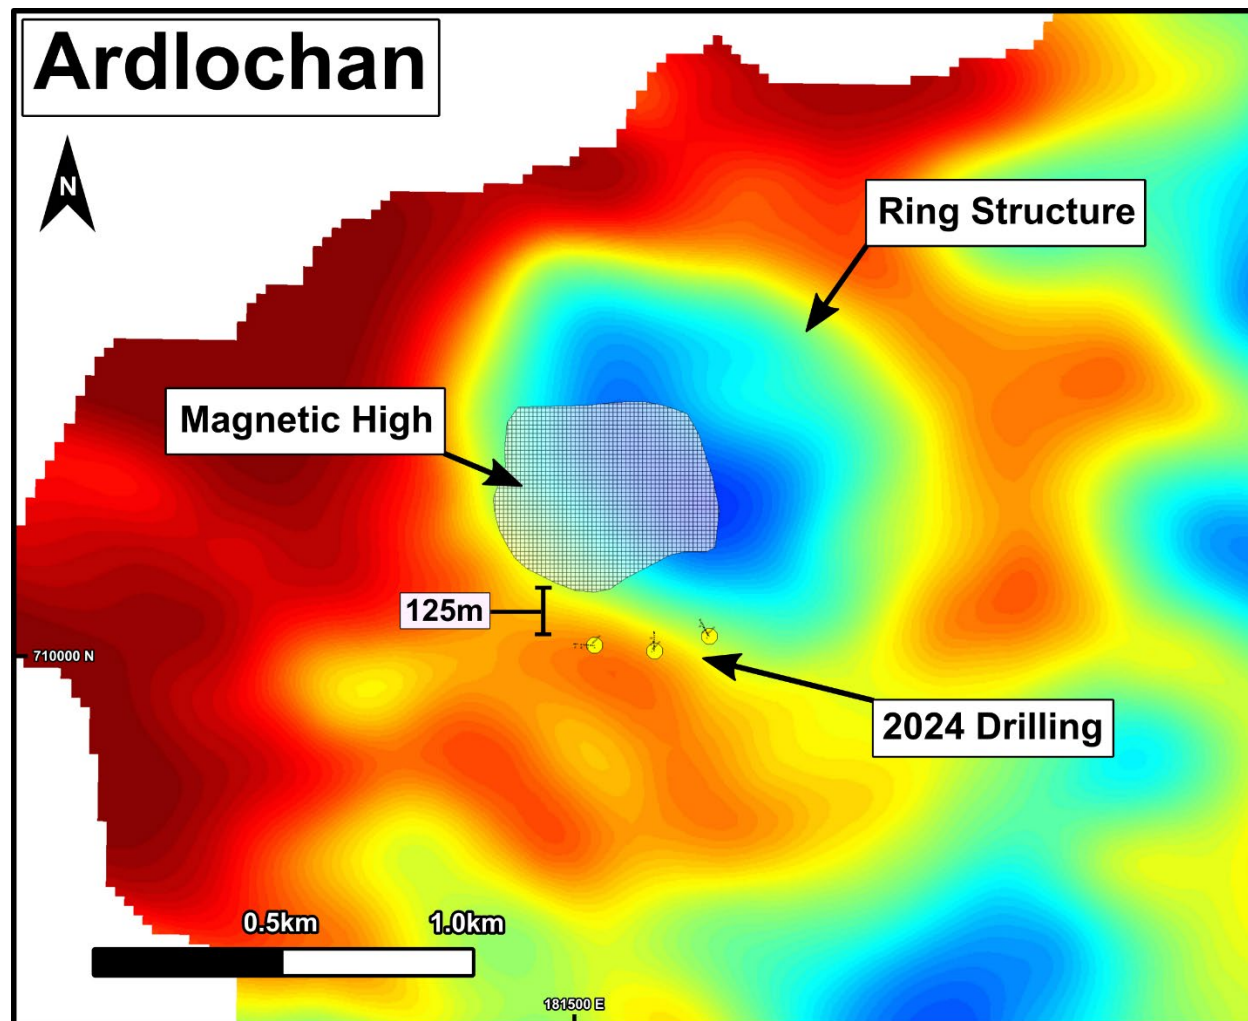 Ardlochan
N
Ring Structure
Magnetic High
125m
710000 N
2024 Drilling
0.5km
1.0km
181500 E